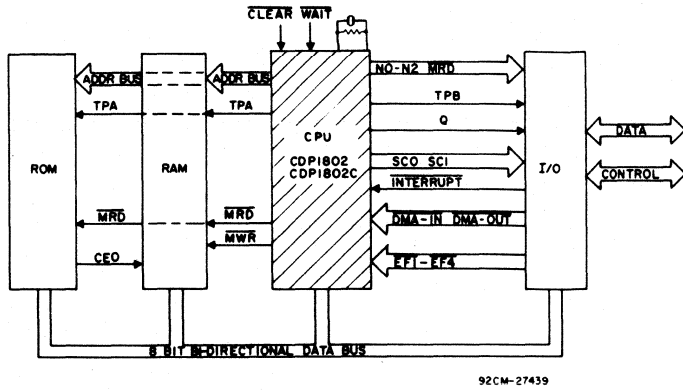 CLEAR WAIT
ADDR BUS
ADDR BUS
NO-N2 MRD
TPA
TPA
TPB
Q
CPU
CDP1802
CDP1802C
ROM
RAM
SCO SCI
I/O
DATA
CONTROL
INTERRUPT
MRD
MRD
DMA-IN DMA-OUT
MWR
CEO
EF1-EF4
8 BIT BI-DIRECTIONAL DATA BUS
92CM-27439